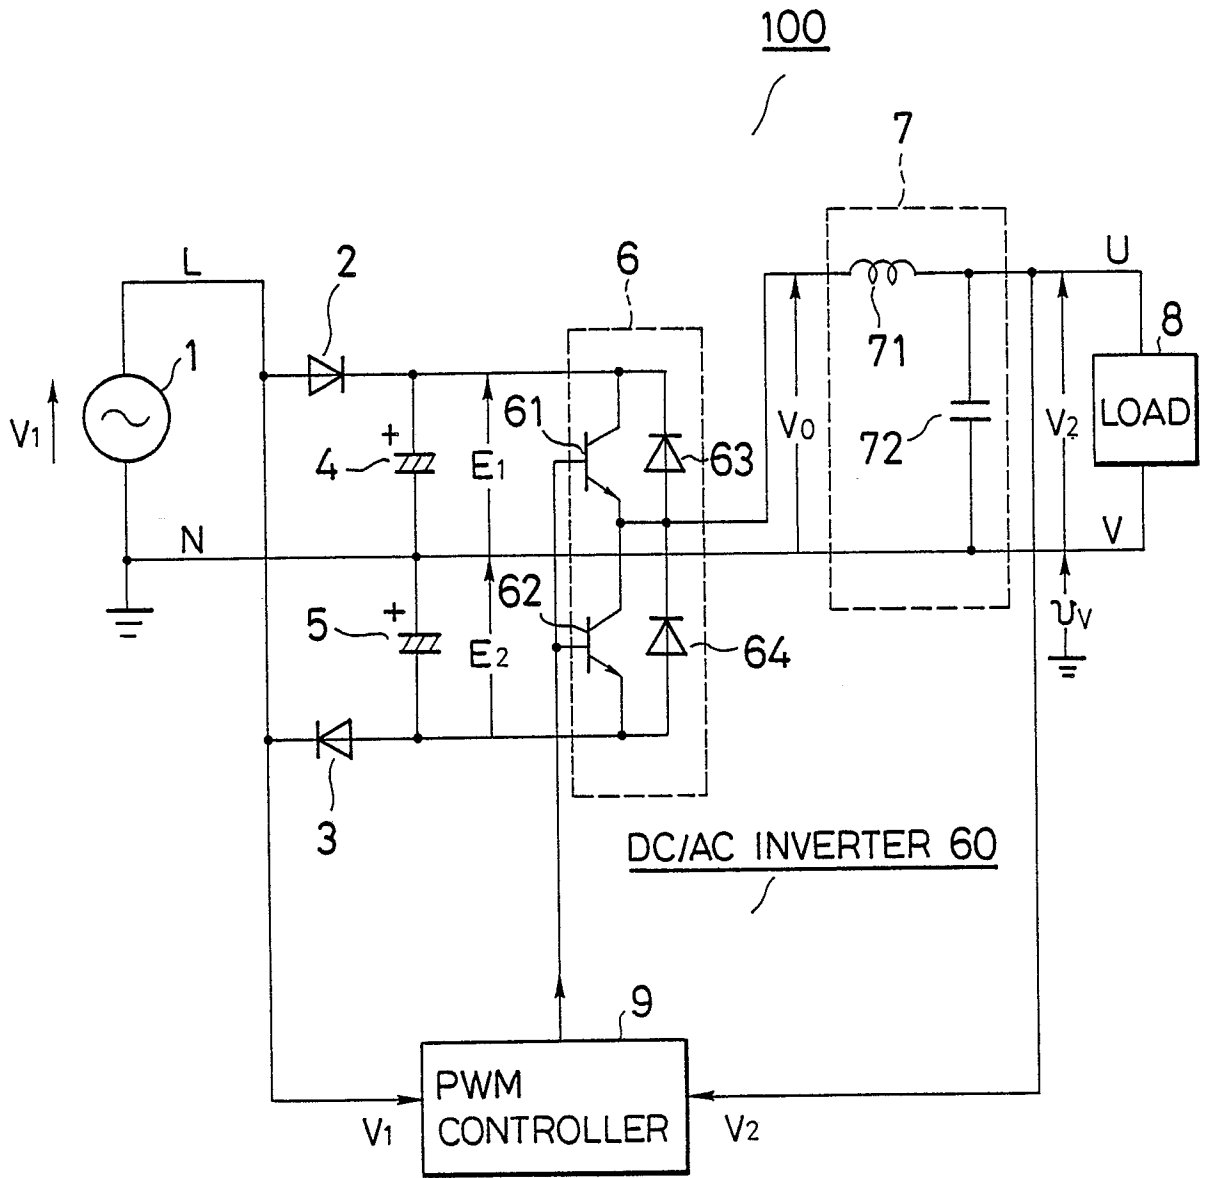 100
7
L
2
6
U
1
71
8
V1
61
V0
V2
LOAD
+
4
E1
63
72
N
V
62
+
5
E2
64
υV
3
DC/AC INVERTER 60
9
PWM
CONTROLLER
V1
V2